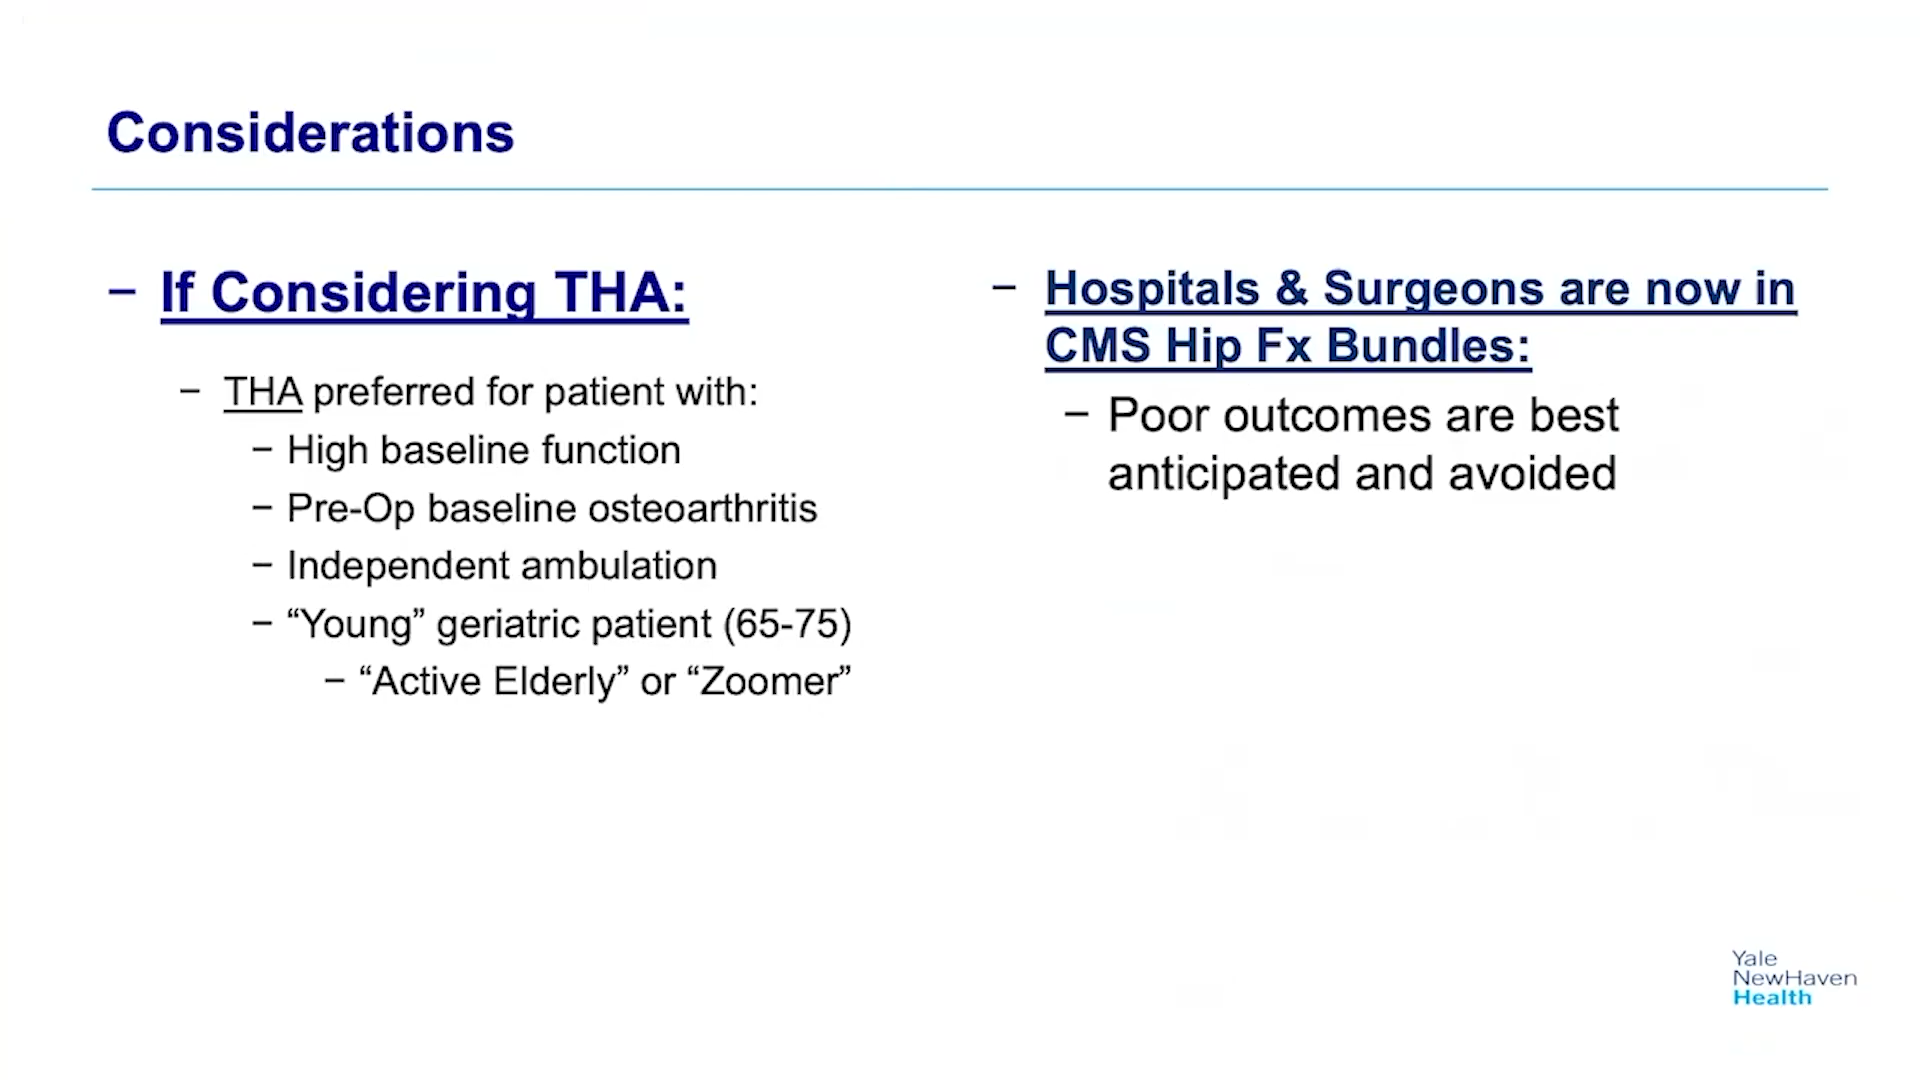 Considerations
– If Considering THA:
– THA preferred for patient with:
– High baseline function
– Pre-Op baseline osteoarthritis
– Independent ambulation
– “Young” geriatric patient (65-75)
– “Active Elderly” or “Zoomer”
– Hospitals & Surgeons are now in
CMS Hip Fx Bundles:
– Poor outcomes are best
anticipated and avoided
Yale
NewHaven
Health